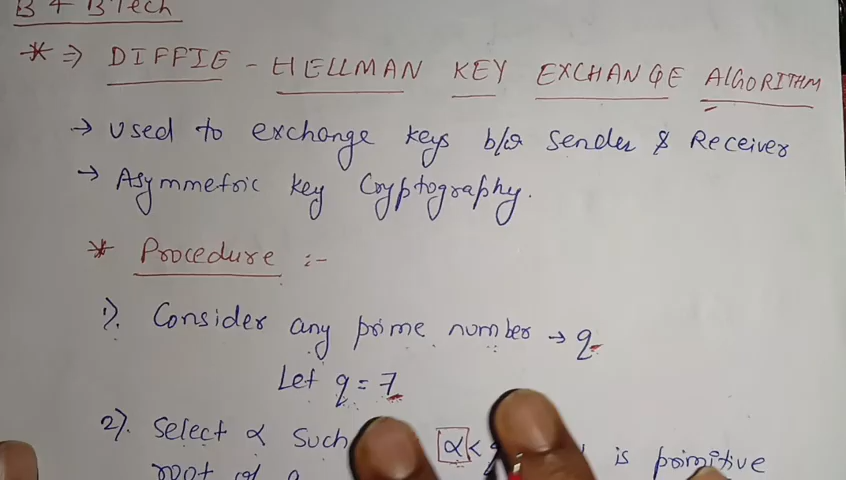 B + BTech
* ⇒ DIFFIE - HELLMAN KEY EXCHANGE ALGORITHM
→ Used to exchange keys b/w Sender & Receiver
→ Asymmetric key Cryptography.
* Procedure :-
1). Consider any prime number → q
Let q = 7
2). Select α such α < is primitive
root of q